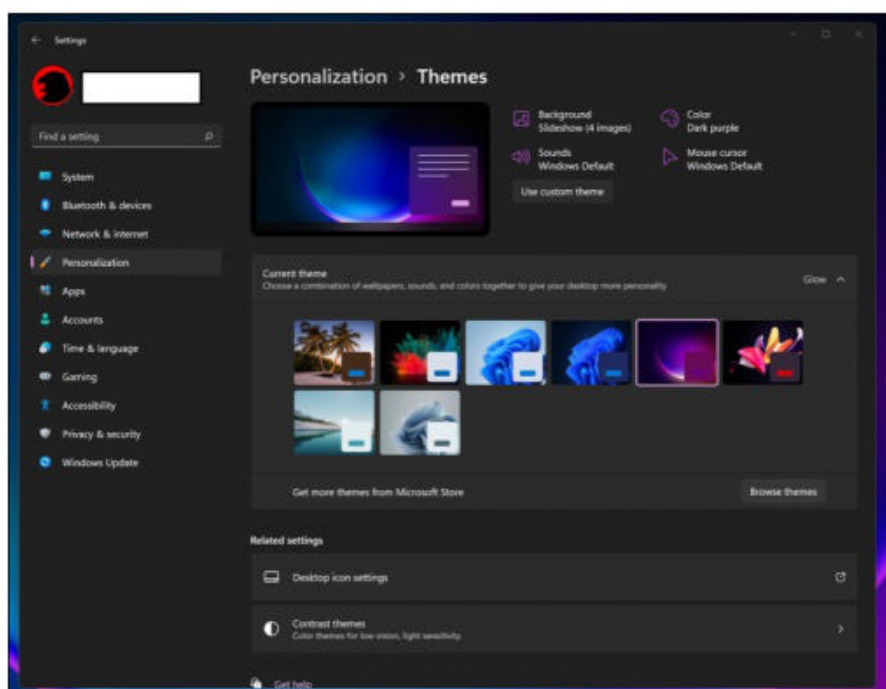 Settings
Personalization > Themes
Find a setting
System
Bluetooth & devices
Network & internet
Personalization
Apps
Accounts
Time & language
Gaming
Accessibility
Privacy & security
Windows Update
Background
Slideshow (4 images)
Color
Dark purple
Sounds
Windows Default
Mouse cursor
Windows Default
Use custom theme
Current theme
Choose a combination of wallpapers, sounds, and colors together to give your desktop more personality
Glow
Get more themes from Microsoft Store
Browse themes
Related settings
Desktop icon settings
Contrast themes
Color themes for low vision, light sensitivity
Get help